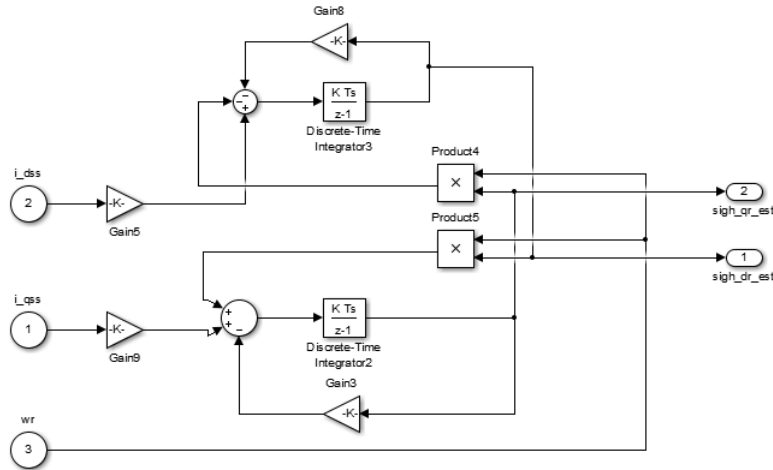 Gain8
-K-
K Ts
z-1
Discrete-Time
Integrator3
Product4
×
i_dss
2
-K-
Gain5
2
sigh_qr_est
Product5
×
1
sigh_dr_est
i_qss
1
-K-
Gain9
+
+
−
K Ts
z-1
Discrete-Time
Integrator2
Gain3
-K-
wr
3